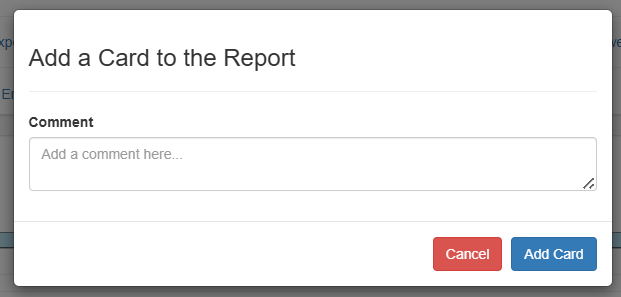 Add a Card to the Report
Comment
Add a comment here...
Cancel
Add Card